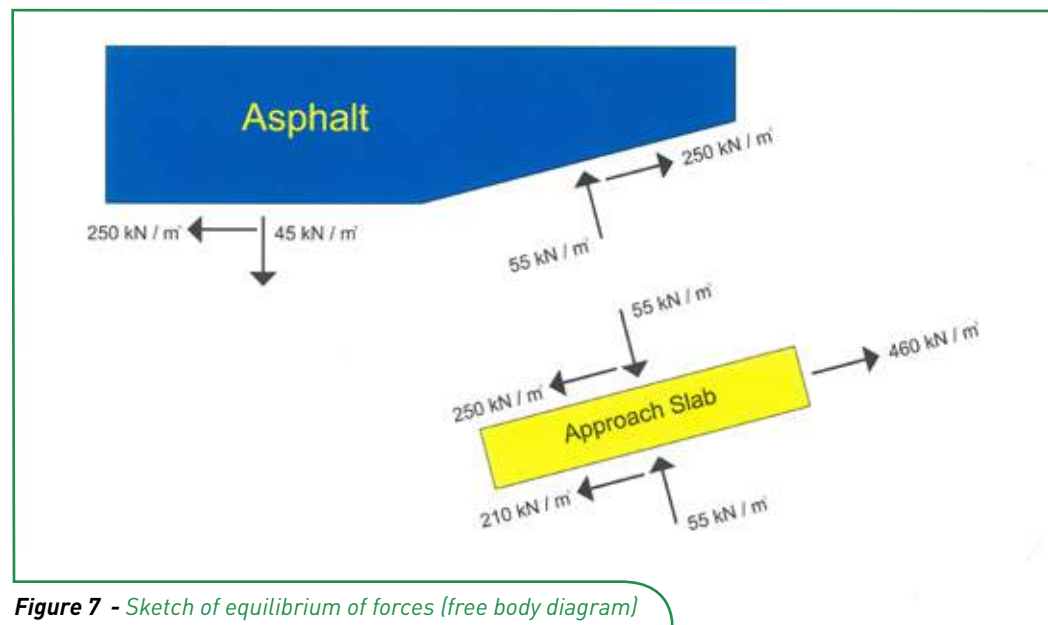 Asphalt
250 kN / m'
250 kN / m'
45 kN / m'
55 kN / m'
55 kN / m'
460 kN / m'
250 kN / m'
Approach Slab
210 kN / m'
55 kN / m'
Figure 7 - Sketch of equilibrium of forces (free body diagram)